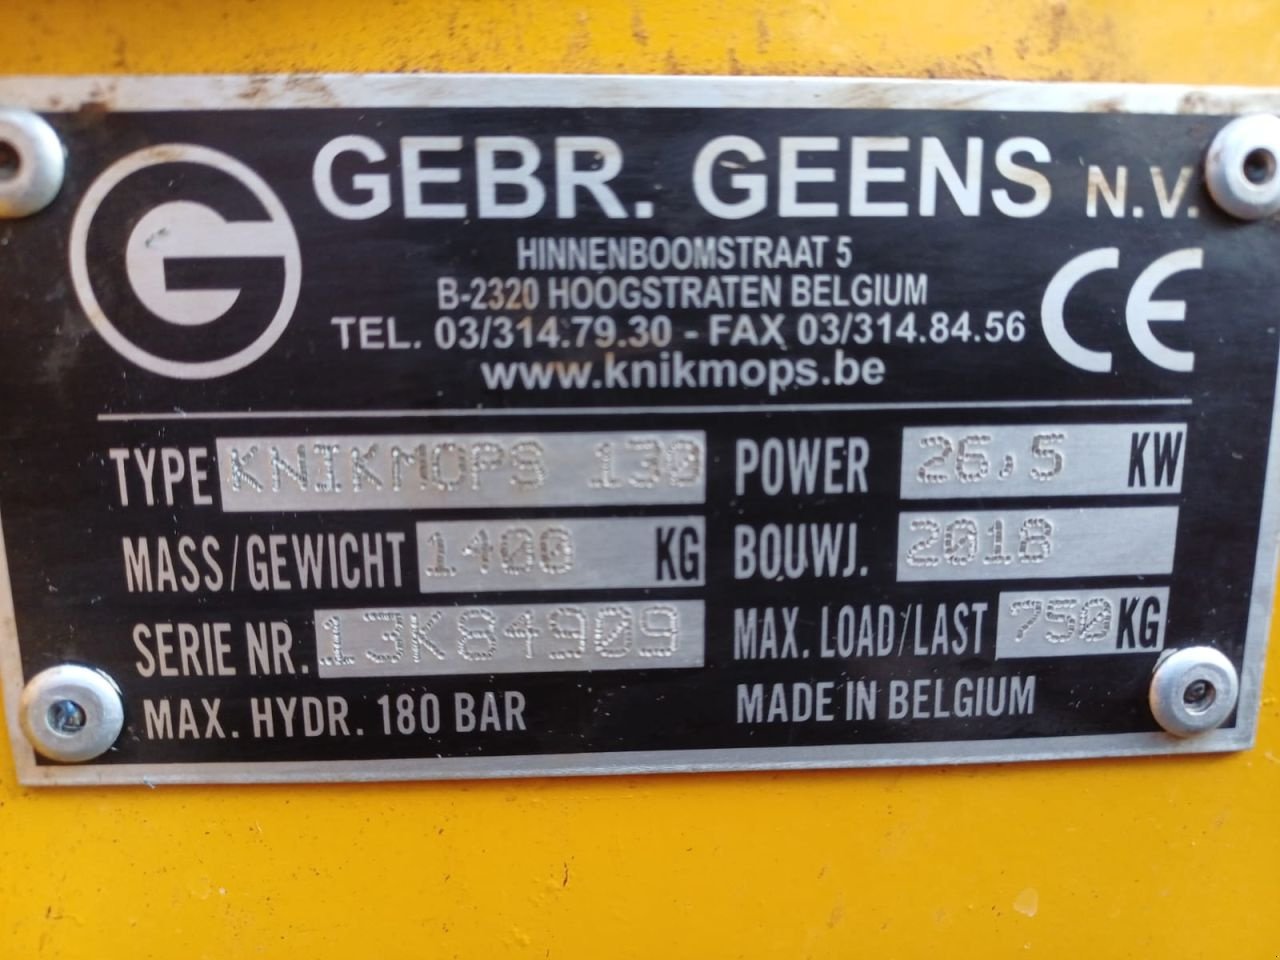 G GEBR. GEENS N.V.
HINNENBOOMSTRAAT 5
B-2320 HOOGSTRATEN BELGIUM
TEL. 03/314.79.30 - FAX 03/314.84.56
www.knikmops.be
CE
TYPE KNIKMOPS 130 POWER 26,5 KW
MASS/GEWICHT 1400 KG BOUWJ. 2018
SERIE NR. 13K84909 MAX. LOAD/LAST 750 KG
MAX. HYDR. 180 BAR MADE IN BELGIUM